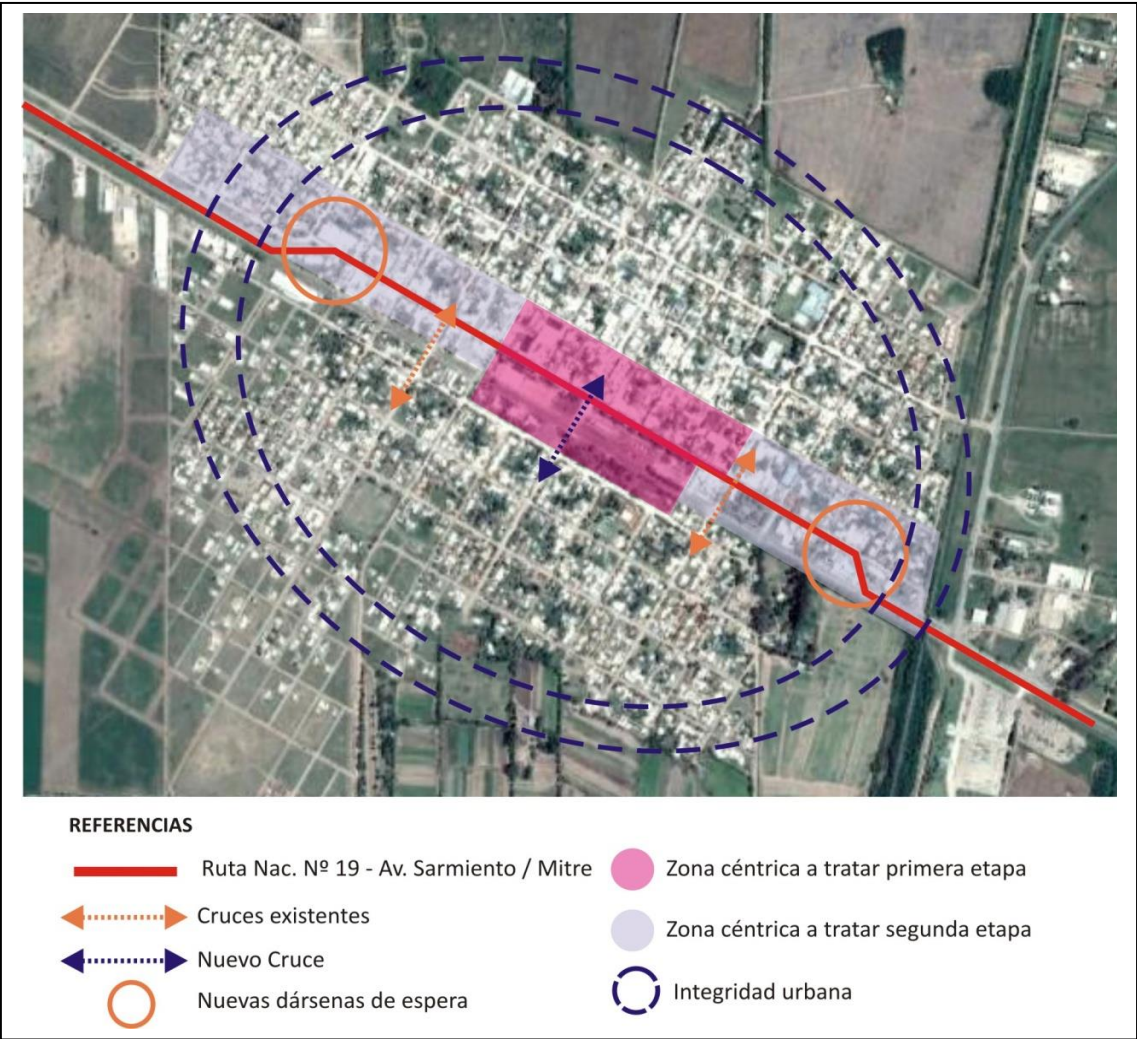 REFERENCIAS
Ruta Nac. Nº 19 - Av. Sarmiento / Mitre
Cruces existentes
Nuevo Cruce
Nuevas dársenas de espera
Zona céntrica a tratar primera etapa
Zona céntrica a tratar segunda etapa
Integridad urbana